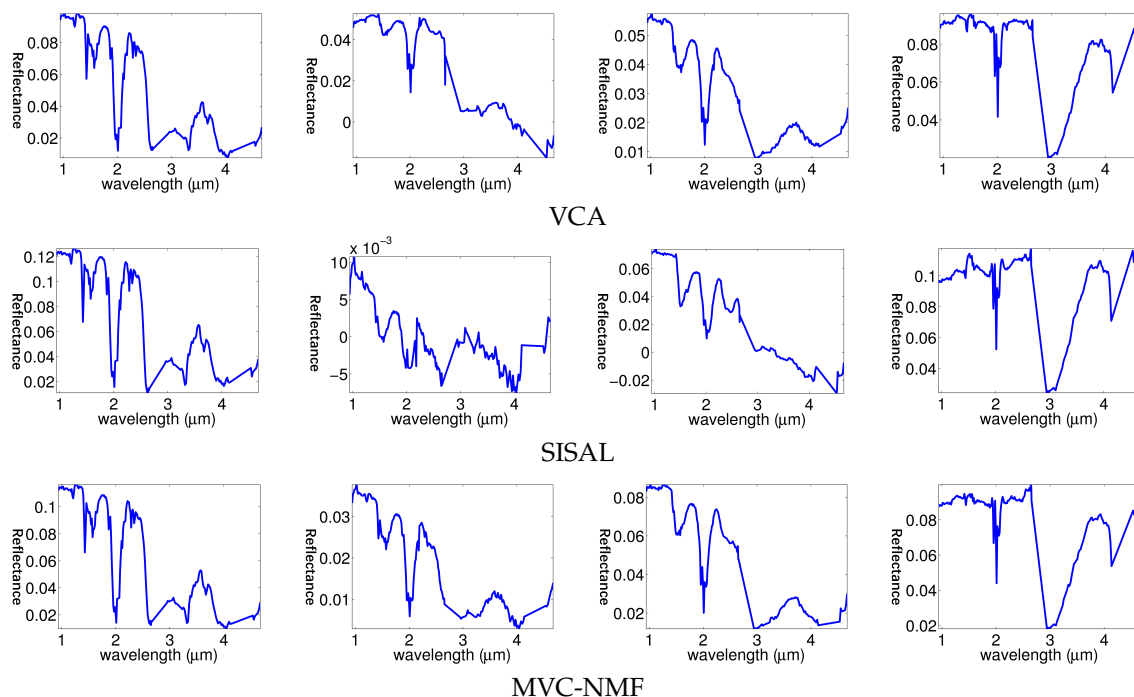 0.08
0.06
0.04
0.02
Reflectance
1 2 3 4
wavelength (μm)
0.04
0.02
0
Reflectance
1 2 3 4
wavelength (μm)
0.05
0.04
0.03
0.02
0.01
Reflectance
1 2 3 4
wavelength (μm)
0.08
0.06
0.04
Reflectance
1 2 3 4
wavelength (μm)
VCA
0.12
0.1
0.08
0.06
0.04
0.02
Reflectance
1 2 3 4
wavelength (μm)
x 10⁻³
10
5
0
−5
Reflectance
1 2 3 4
wavelength (μm)
0.06
0.04
0.02
0
−0.02
Reflectance
1 2 3 4
wavelength (μm)
0.1
0.08
0.06
0.04
Reflectance
1 2 3 4
wavelength (μm)
SISAL
0.1
0.08
0.06
0.04
0.02
Reflectance
1 2 3 4
wavelength (μm)
0.03
0.02
0.01
Reflectance
1 2 3 4
wavelength (μm)
0.08
0.06
0.04
0.02
Reflectance
1 2 3 4
wavelength (μm)
0.08
0.06
0.04
0.02
Reflectance
1 2 3 4
wavelength (μm)
MVC-NMF